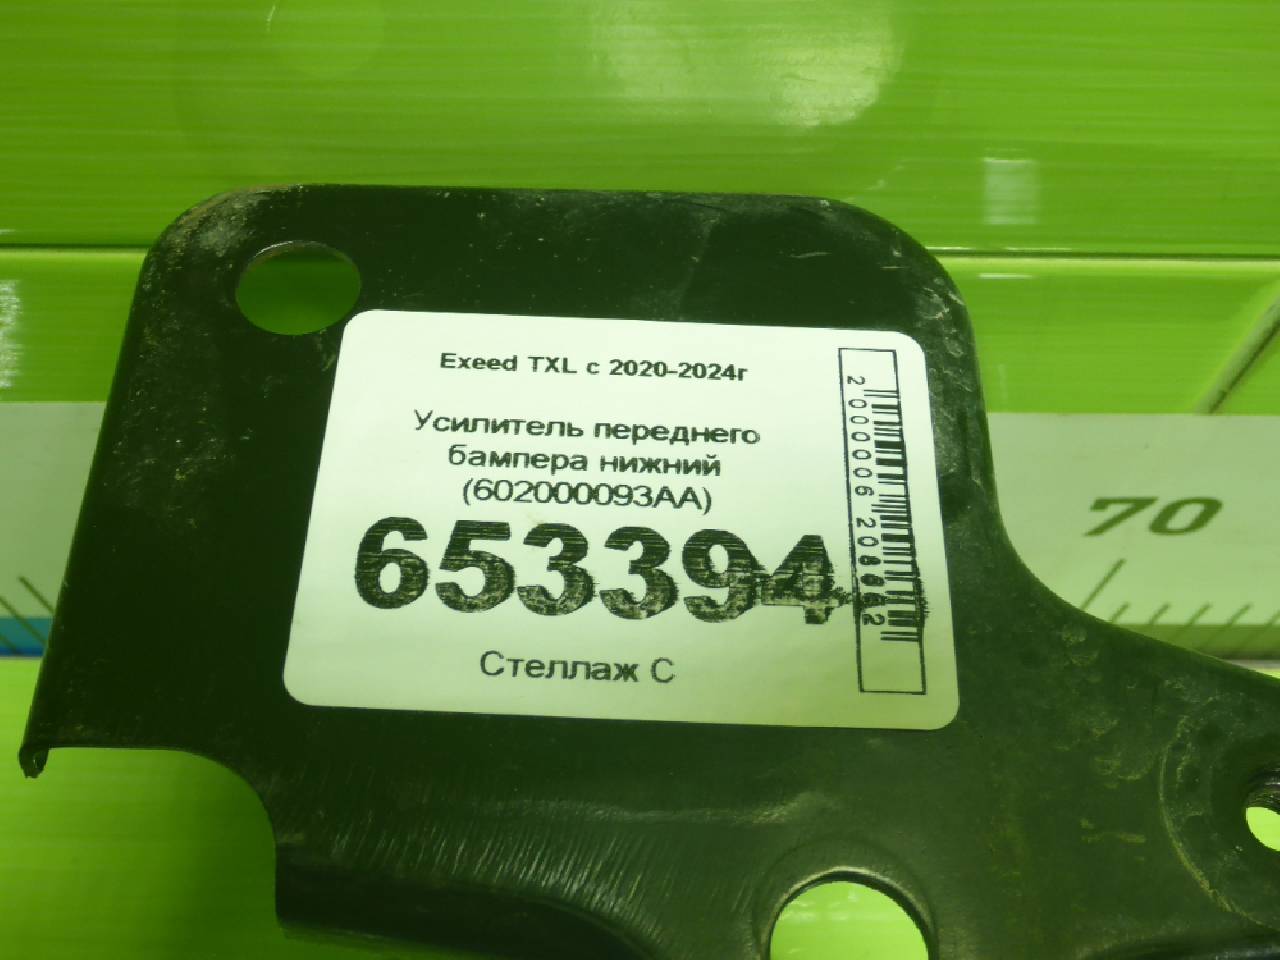 Exeed TXL с 2020-2024г
Усилитель переднего
бампера нижний
(602000093AA)
653394
Стеллаж С
70